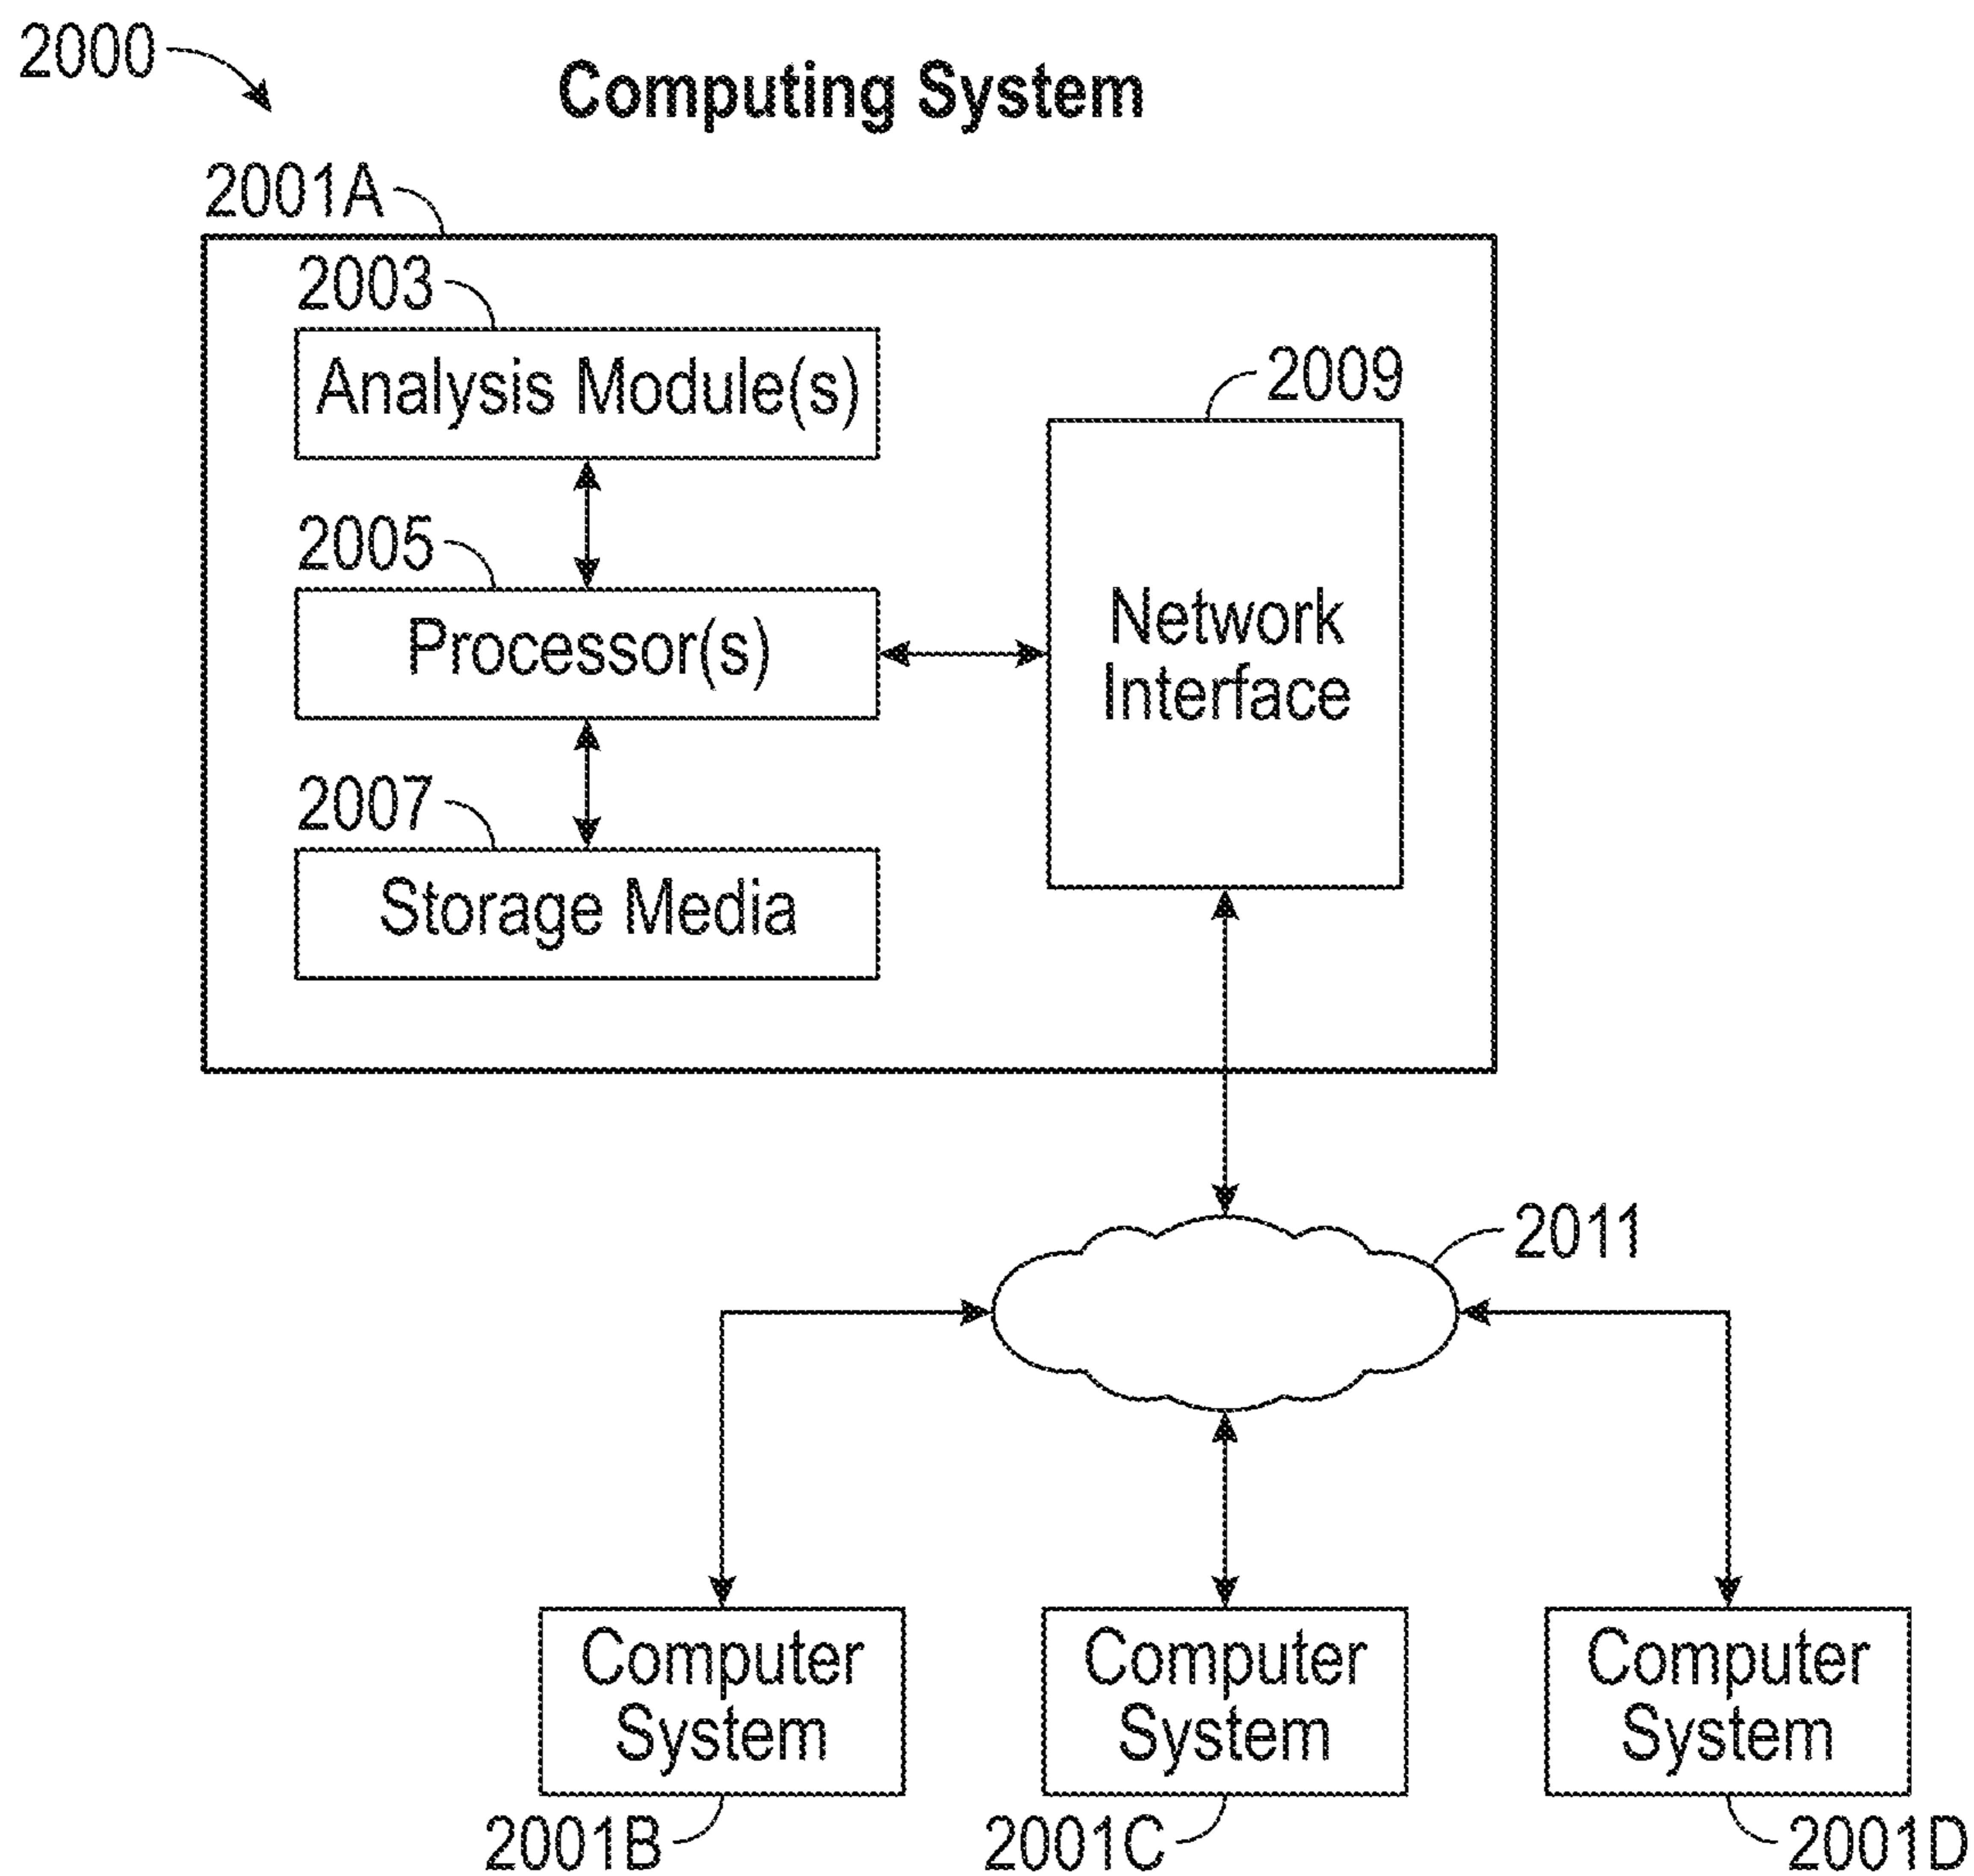 2000
Computing System
2001A
2003
Analysis Module(s)
2009
2005
Processor(s)
Network
Interface
2007
Storage Media
2011
Computer
System
Computer
System
Computer
System
2001B
2001C
2001D